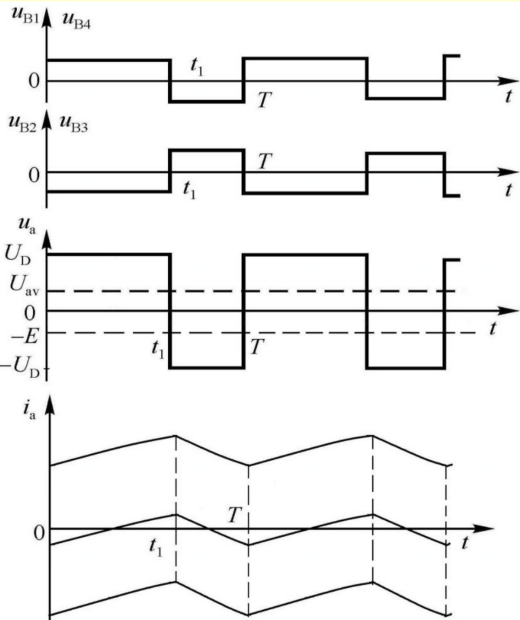 u_B1 u_B4
t_1
0
T
t
u_B2 u_B3
0
T
t_1
u_a
U_D
U_av
0
t
−E
t_1
T
−U_D
i_a
T
0
t_1
t